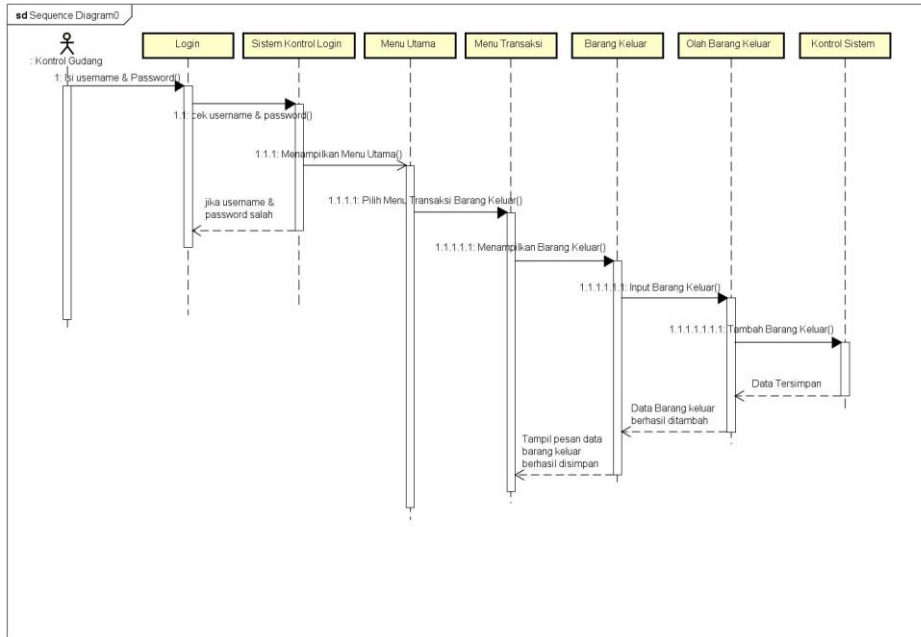 sd Sequence Diagram0
: Kontrol Gudang
Login
Sistem Kontrol Login
Menu Utama
Menu Transaksi
Barang Keluar
Olah Barang Keluar
Kontrol Sistem
1: Isi username & Password()
1.1: cek username & password()
1.1.1: Menampilkan Menu Utama()
jika username &
password salah
1.1.1.1: Pilih Menu Transaksi Barang Keluar()
1.1.1.1.1: Menampilkan Barang Keluar()
1.1.1.1.1.1: Input Barang Keluar()
1.1.1.1.1.1.1: Tambah Barang Keluar()
Data Tersimpan
Data Barang keluar
berhasil ditambah
Tampil pesan data
barang keluar
berhasil disimpan